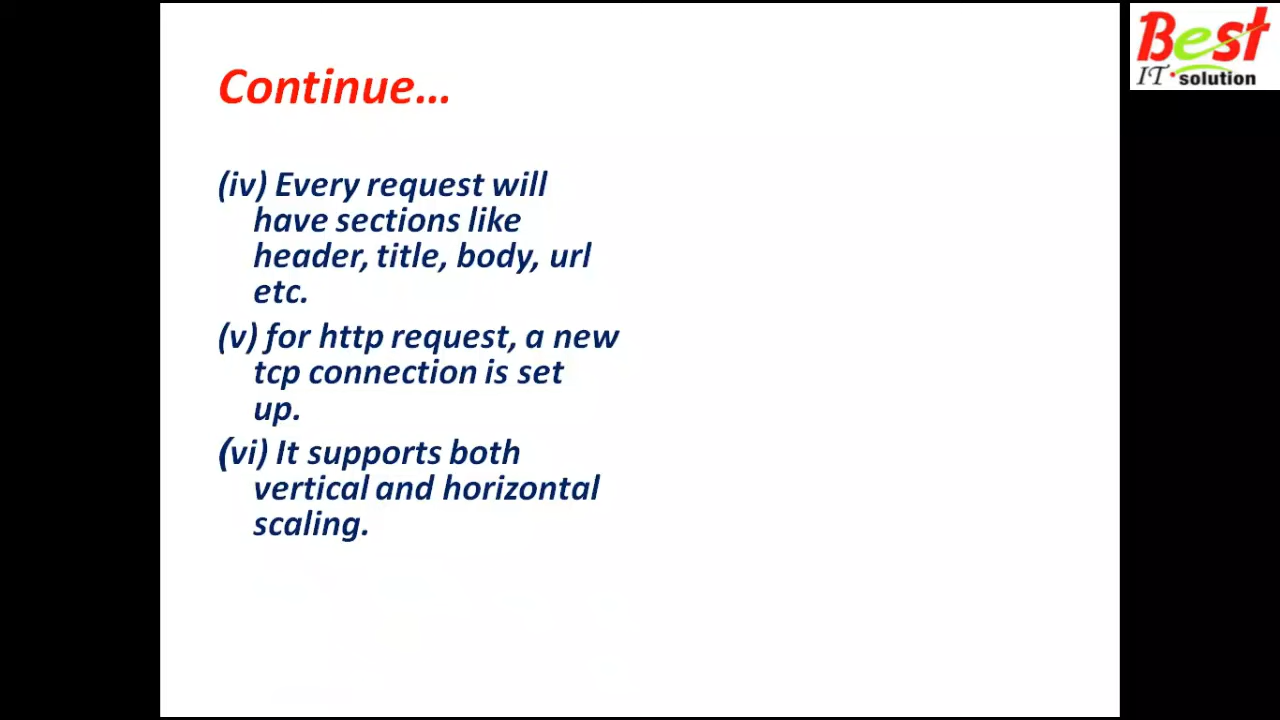 Continue...
(iv) Every request will
have sections like
header, title, body, url
etc.
(v) for http request, a new
tcp connection is set
up.
(vi) It supports both
vertical and horizontal
scaling.
Best
IT solution